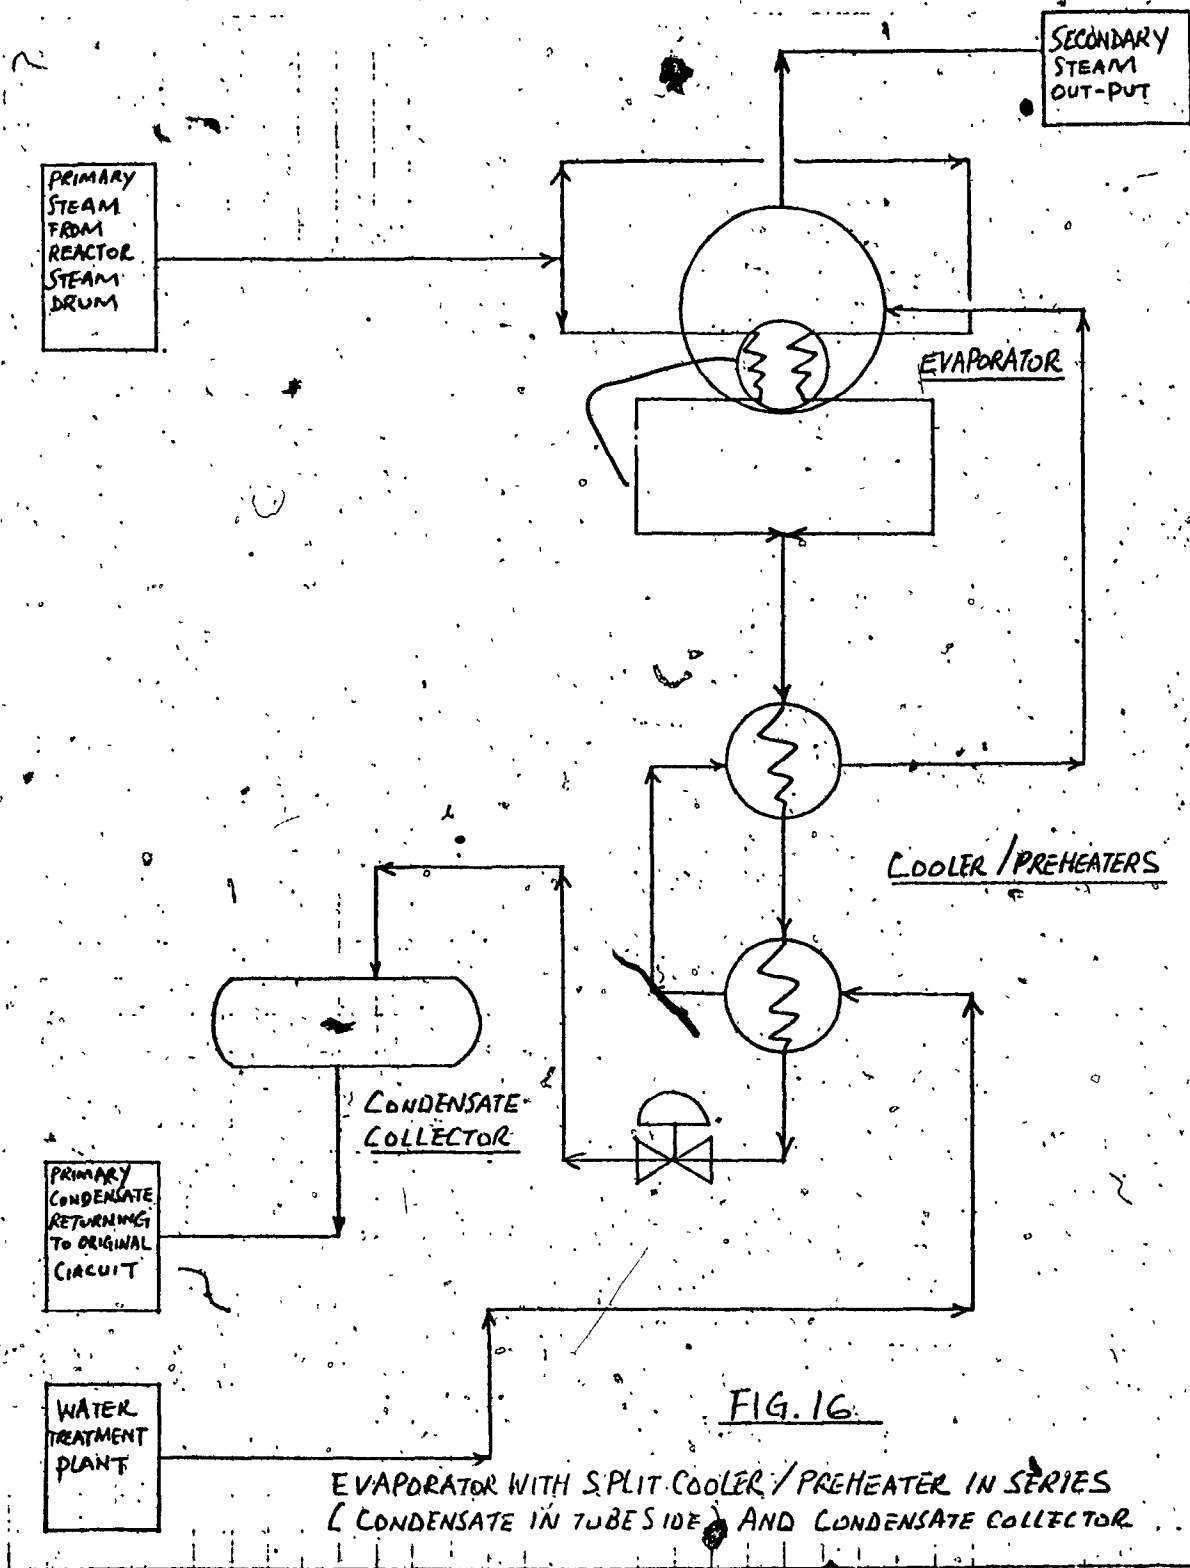 SECONDARY
STEAM
OUT-PUT
PRIMARY
STEAM
FROM
REACTOR
STEAM
DRUM
EVAPORATOR
COOLER / PREHEATERS
CONDENSATE
COLLECTOR
PRIMARY
CONDENSATE
RETURNING
TO ORIGINAL
CIRCUIT
WATER
TREATMENT
PLANT
FIG. 16
EVAPORATOR WITH SPLIT COOLER / PREHEATER IN SERIES
( CONDENSATE IN TUBESIDE ) AND CONDENSATE COLLECTOR